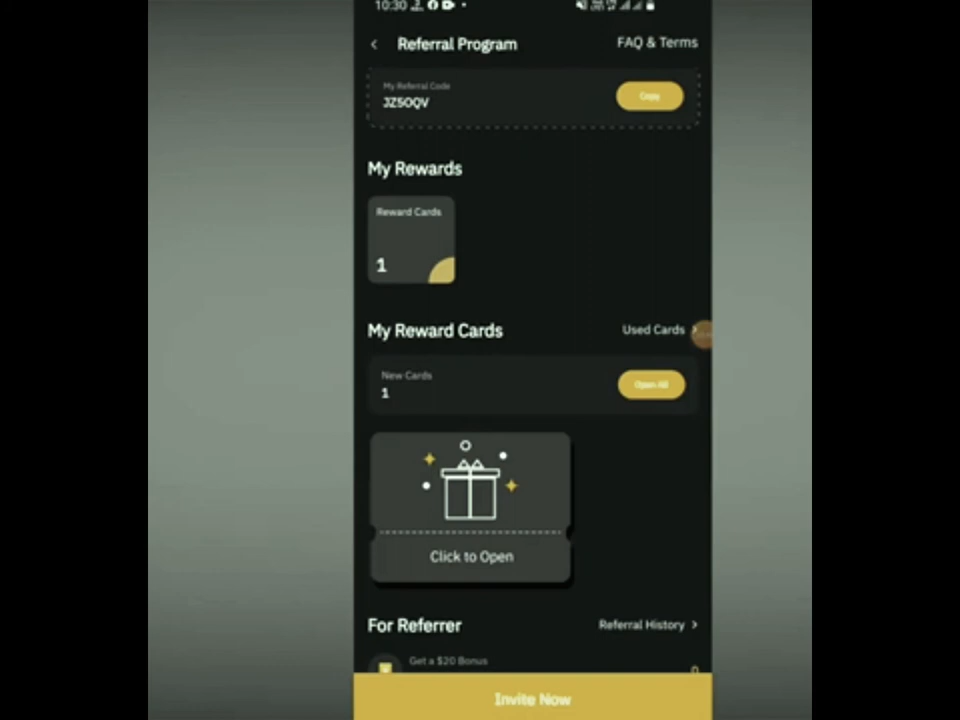 10:30
Referral Program
FAQ & Terms
My Referral Code
JZ5OQV
Copy
My Rewards
Reward Cards
1
My Reward Cards
Used Cards
New Cards
1
Open All
Click to Open
For Referrer
Referral History
Get a $20 Bonus
Invite Now